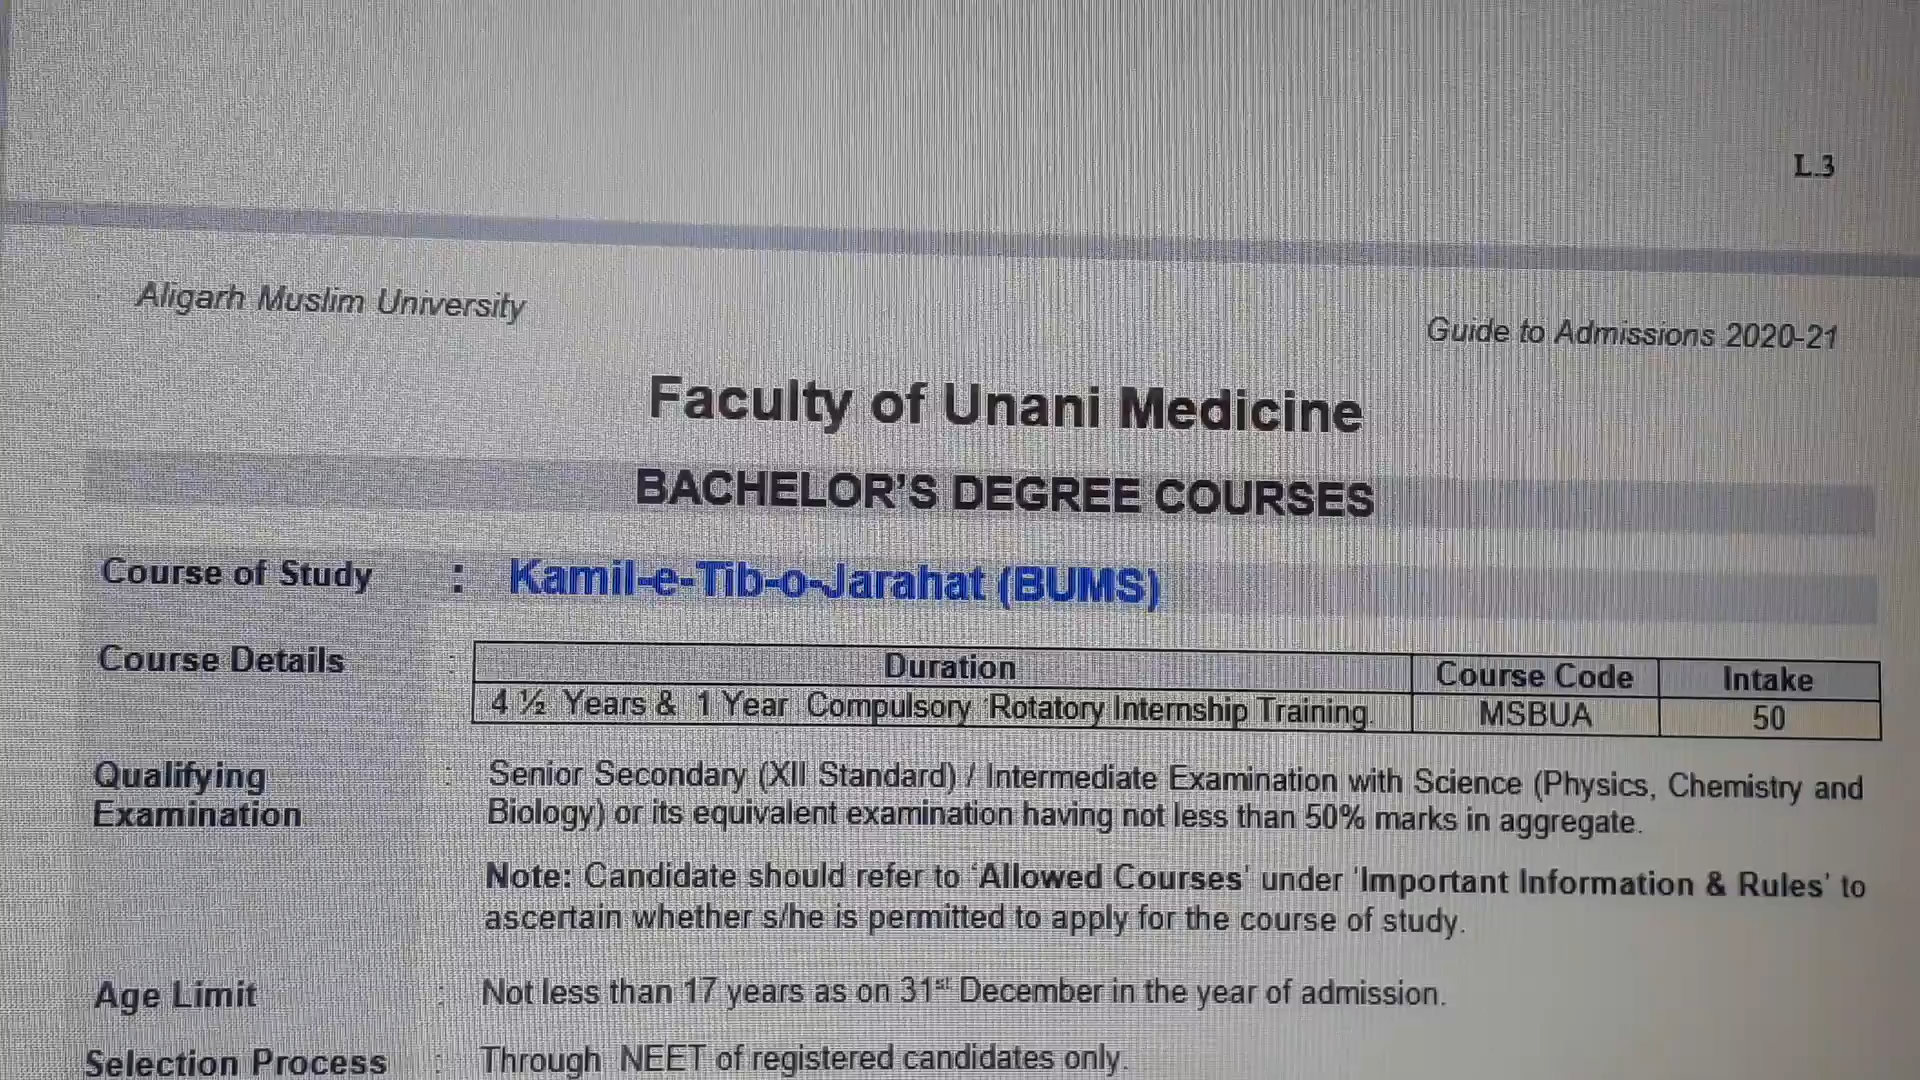 L.3
Aligarh Muslim University
Guide to Admissions 2020-21
Faculty of Unani Medicine
BACHELOR'S DEGREE COURSES
Course of Study : Kamil-e-Tib-o-Jarahat (BUMS)
Course Details : Duration Course Code Intake
4 ½ Years & 1 Year Compulsory Rotatory Internship Training. MSBUA 50
Qualifying : Senior Secondary (XII Standard) / Intermediate Examination with Science (Physics, Chemistry and
Examination Biology) or its equivalent examination having not less than 50% marks in aggregate.
Note: Candidate should refer to 'Allowed Courses' under 'Important Information & Rules' to
ascertain whether s/he is permitted to apply for the course of study.
Age Limit : Not less than 17 years as on 31st December in the year of admission.
Selection Process : Through NEET of registered candidates only.